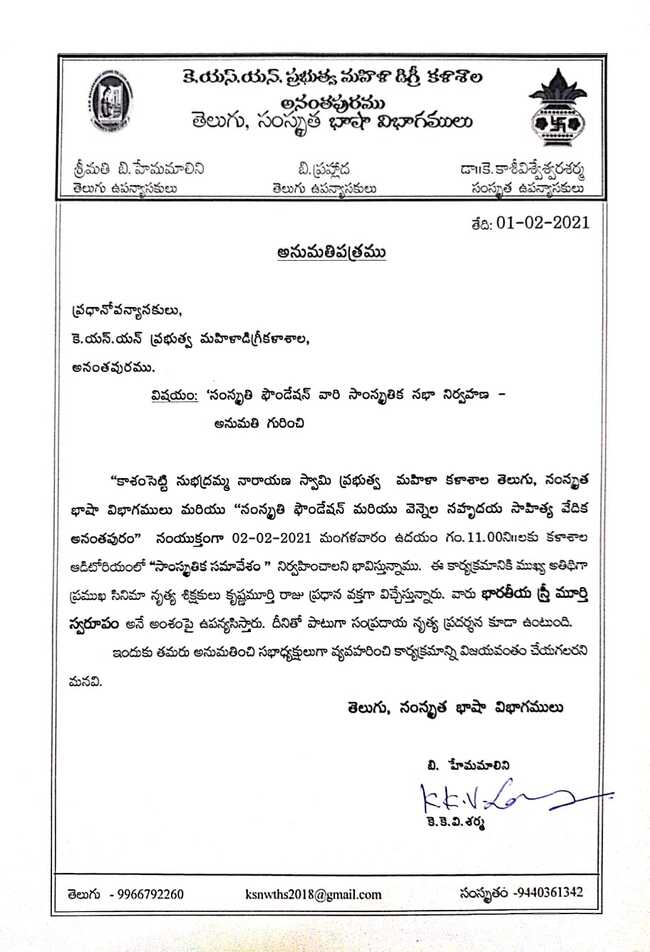 కె.యస్.యన్. ప్రభుత్వ మహిళా డిగ్రీ కళాశాల
అనంతపురము
తెలుగు, సంస్కృత భాషా విభాగములు
శ్రీమతి బి.హేమమాలిని బి.ప్రహ్లాద డా॥కె.కాశీవిశ్వేశ్వరశర్మ
తెలుగు ఉపన్యాసకులు తెలుగు ఉపన్యాసకులు సంస్కృత ఉపన్యాసకులు
తేది: 01-02-2021
అనుమతిపత్రము
ప్రధానోపన్యాసకులు,
కె.యస్.యన్ ప్రభుత్వ మహిళాడిగ్రీకళాశాల,
అనంతపురము.
విషయం: 'సంస్కృతి ఫౌండేషన్ వారి సాంస్కృతిక సభా నిర్వహణ –
అనుమతి గురించి
"కాశంసెట్టి సుభద్రమ్మ నారాయణ స్వామి ప్రభుత్వ మహిళా కళాశాల తెలుగు, సంస్కృత
భాషా విభాగములు మరియు "సంస్కృతి ఫౌండేషన్ మరియు వెన్నెల సహృదయ సాహిత్య వేదిక
అనంతపురం" సంయుక్తంగా 02-02-2021 మంగళవారం ఉదయం గం.11.00ని॥లకు కళాశాల
ఆడిటోరియంలో "సాంస్కృతిక సమావేశం " నిర్వహించాలని భావిస్తున్నాము. ఈ కార్యక్రమానికి ముఖ్య అతిథిగా
ప్రముఖ సినిమా నృత్య శిక్షకులు కృష్ణమూర్తి రాజు ప్రధాన వక్తగా విచ్చేస్తున్నారు. వారు భారతీయ స్త్రీ మూర్తి
స్వరూపం అనే అంశంపై ఉపన్యసిస్తారు. దీనితో పాటుగా సంప్రదాయ నృత్య ప్రదర్శన కూడా ఉంటుంది.
ఇందుకు తమరు అనుమతించి సభాధ్యక్షులుగా వ్యవహరించి కార్యక్రమాన్ని విజయవంతం చేయగలరని
మనవి.
తెలుగు, సంస్కృత భాషా విభాగములు
బి. హేమమాలిని
కె.కె.వి.శర్మ
తెలుగు - 9966792260 ksnwths2018@gmail.com సంస్కృతం -9440361342